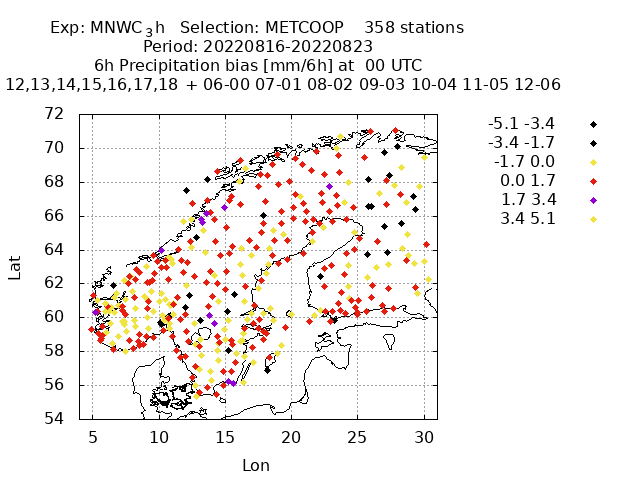 Exp: MNWC_3h   Selection: METCOOP    358 stations
Period: 20220816-20220823
6h Precipitation bias [mm/6h] at  00 UTC
12,13,14,15,16,17,18 + 06-00 07-01 08-02 09-03 10-04 11-05 12-06
-5.1 -3.4
-3.4 -1.7
-1.7 0.0
0.0 1.7
1.7 3.4
3.4 5.1
72
70
68
66
64
62
60
58
56
54
Lat
5 10 15 20 25 30
Lon